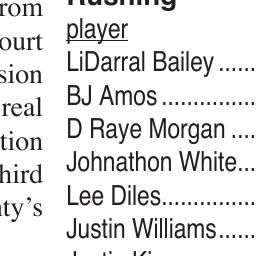 rom
ourt
sion
real
tion
hird
ty's
player
LiDarral Bailey ......
BJ Amos ...............
D Raye Morgan ....
Johnathon White...
Lee Diles...............
Justin Williams......